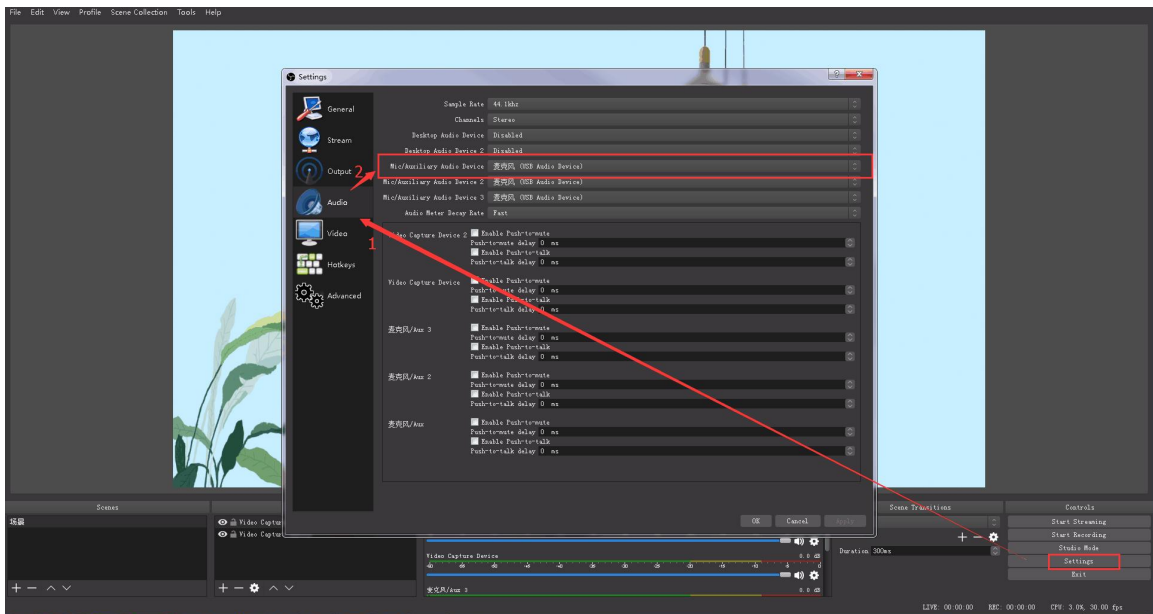 File Edit View Profile Scene Collection Tools Help
Settings
General
Stream
Output
Audio
Video
Hotkeys
Advanced
2
1
Sample Rate 44.1khz
Channels Stereo
Desktop Audio Device Disabled
Desktop Audio Device 2 Disabled
Mic/Auxiliary Audio Device 麦克风 (USB Audio Device)
Mic/Auxiliary Audio Device 2 麦克风 (USB Audio Device)
Mic/Auxiliary Audio Device 3 麦克风 (USB Audio Device)
Audio Meter Decay Rate Fast
Video Capture Device 2 Enable Push-to-mute
Push-to-mute delay 0 ms
Enable Push-to-talk
Push-to-talk delay 0 ms
Video Capture Device Enable Push-to-mute
Push-to-mute delay 0 ms
Enable Push-to-talk
Push-to-talk delay 0 ms
麦克风/Aux 3 Enable Push-to-mute
Push-to-mute delay 0 ms
Enable Push-to-talk
Push-to-talk delay 0 ms
麦克风/Aux 2 Enable Push-to-mute
Push-to-mute delay 0 ms
Enable Push-to-talk
Push-to-talk delay 0 ms
麦克风/Aux Enable Push-to-mute
Push-to-mute delay 0 ms
Enable Push-to-talk
Push-to-talk delay 0 ms
OK Cancel Apply
Scenes
场景
Video Captur
Video Captur
Video Capture Device 0.0 dB
麦克风/Aux 3 0.0 dB
Scene Transitions
Duration 300ms
Controls
Start Streaming
Start Recording
Studio Mode
Settings
Exit
LIVE: 00:00:00 REC: 00:00:00 CPU: 3.0%, 30.00 fps